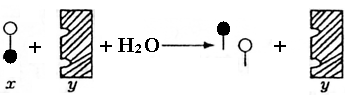 + + H2O → + 
x y y